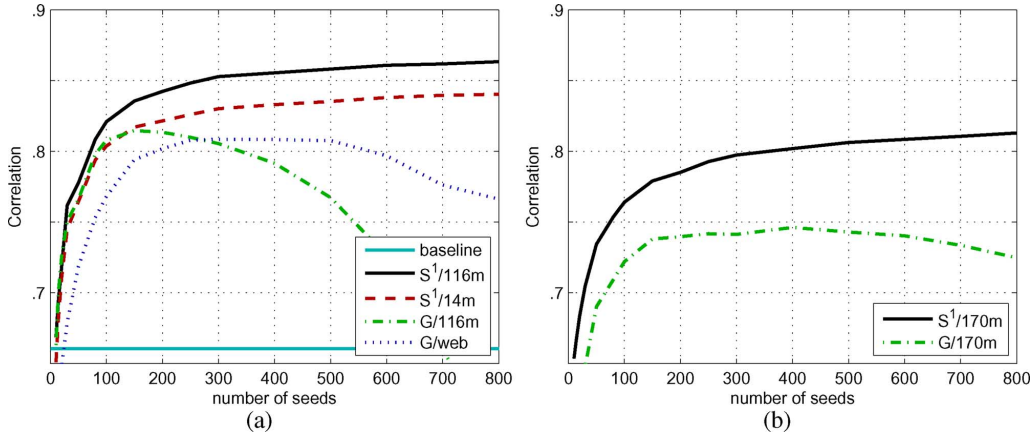 .9
.8
.7
Correlation
0 100 200 300 400 500 600 700 800
number of seeds
baseline
S¹/116m
S¹/14m
G/116m
G/web
(a)
.9
.8
.7
Correlation
0 100 200 300 400 500 600 700 800
number of seeds
S¹/170m
G/170m
(b)